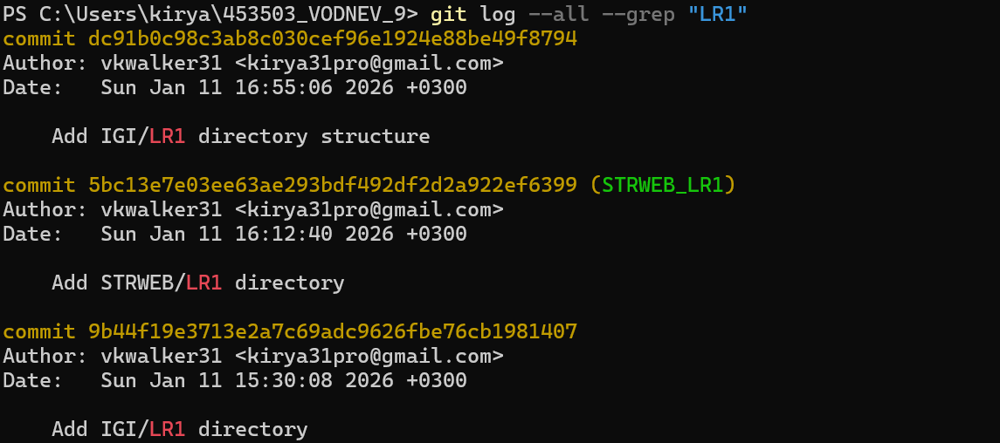 PS C:\Users\kirya\453503_VODNEV_9> git log --all --grep "LR1"
commit dc91b0c98c3ab8c030cef96e1924e88be49f8794
Author: vkwalker31 <kirya31pro@gmail.com>
Date:   Sun Jan 11 16:55:06 2026 +0300

    Add IGI/LR1 directory structure

commit 5bc13e7e03ee63ae293bdf492df2d2a922ef6399 (STRWEB_LR1)
Author: vkwalker31 <kirya31pro@gmail.com>
Date:   Sun Jan 11 16:12:40 2026 +0300

    Add STRWEB/LR1 directory

commit 9b44f19e3713e2a7c69adc9626fbe76cb1981407
Author: vkwalker31 <kirya31pro@gmail.com>
Date:   Sun Jan 11 15:30:08 2026 +0300

    Add IGI/LR1 directory